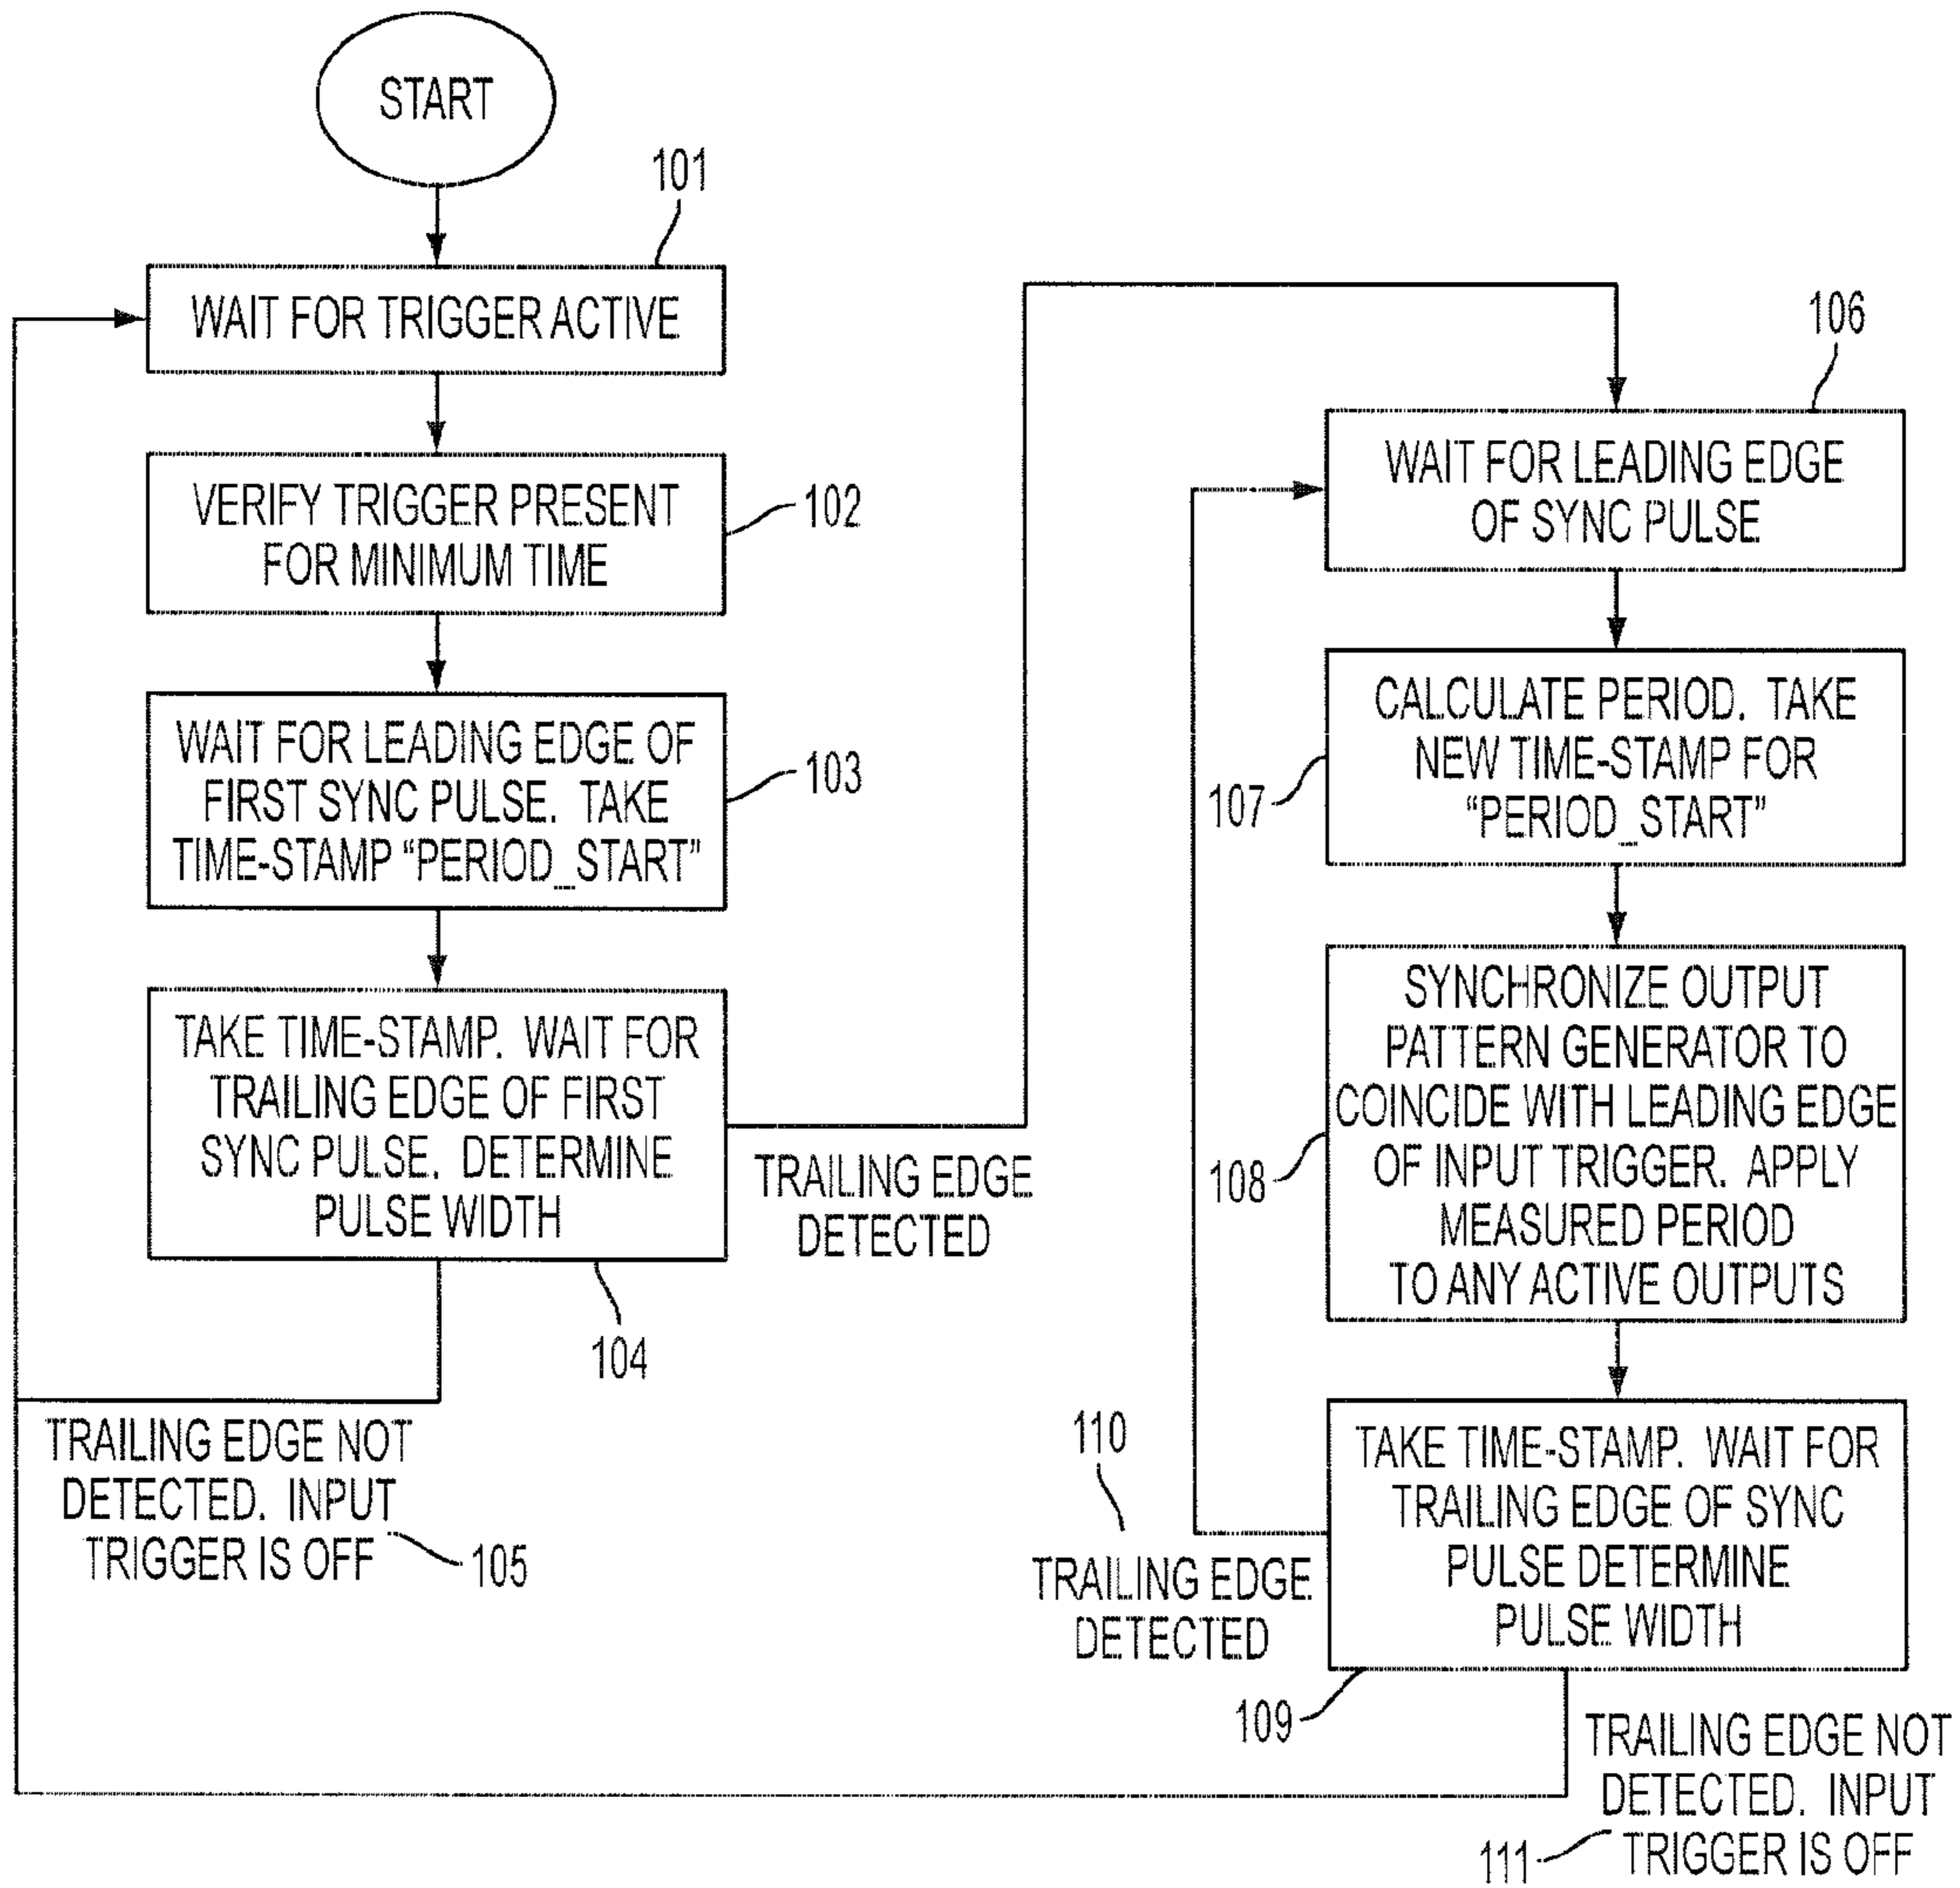 START
101
WAIT FOR TRIGGER ACTIVE
VERIFY TRIGGER PRESENT
FOR MINIMUM TIME
102
WAIT FOR LEADING EDGE OF
FIRST SYNC PULSE. TAKE
TIME-STAMP "PERIOD_START"
103
TAKE TIME-STAMP. WAIT FOR
TRAILING EDGE OF FIRST
SYNC PULSE. DETERMINE
PULSE WIDTH
104
TRAILING EDGE
DETECTED
TRAILING EDGE NOT
DETECTED. INPUT
TRIGGER IS OFF
105
106
WAIT FOR LEADING EDGE
OF SYNC PULSE
CALCULATE PERIOD. TAKE
NEW TIME-STAMP FOR
"PERIOD_START"
107
SYNCHRONIZE OUTPUT
PATTERN GENERATOR TO
COINCIDE WITH LEADING EDGE
OF INPUT TRIGGER. APPLY
MEASURED PERIOD
TO ANY ACTIVE OUTPUTS
108
TAKE TIME-STAMP. WAIT FOR
TRAILING EDGE OF SYNC
PULSE DETERMINE
PULSE WIDTH
109
110
TRAILING EDGE
DETECTED
TRAILING EDGE NOT
DETECTED. INPUT
TRIGGER IS OFF
111